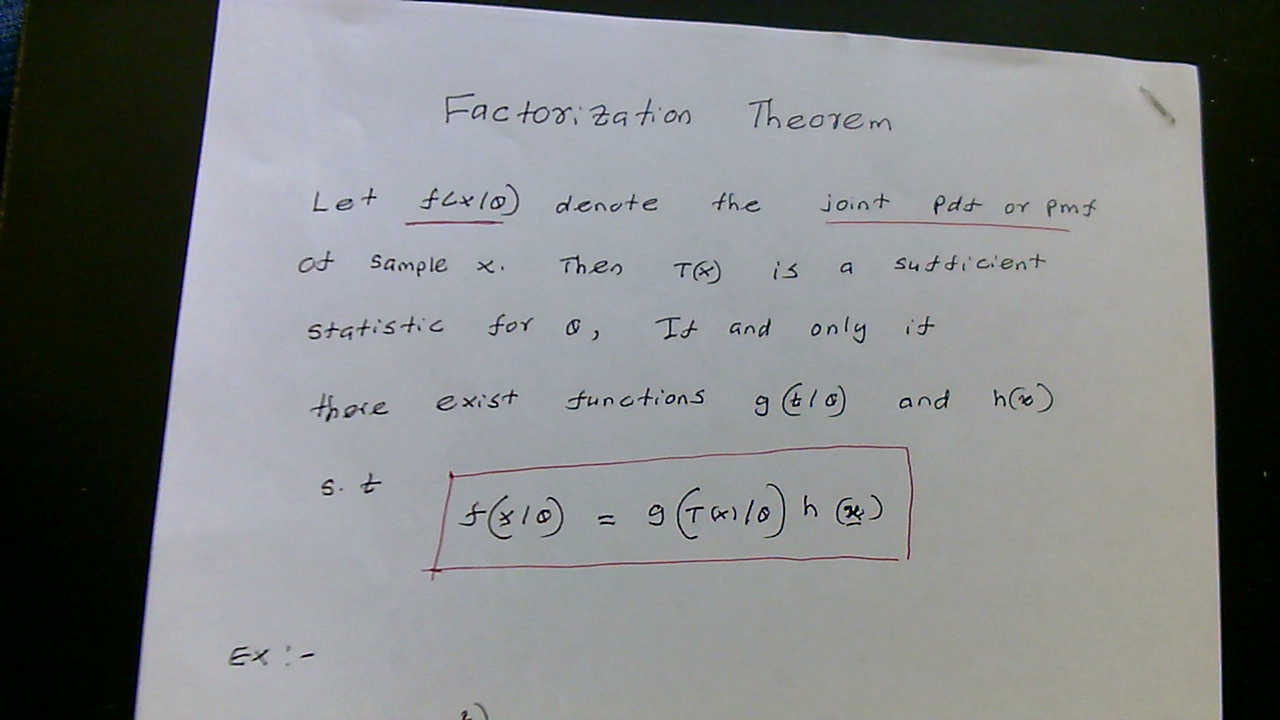 Factorization Theorem
Let f(x/θ) denote the joint pdf or pmf
of sample x. Then T(x) is a sufficient
statistic for θ, If and only if
there exist functions g(t/θ) and h(x)
s.t f(x/θ) = g(T(x)/θ) h(x)
Ex :-